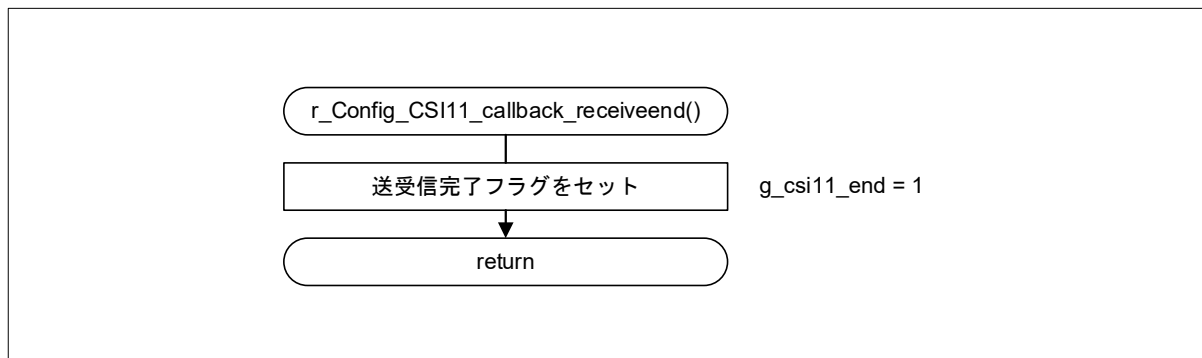 r_Config_CSI11_callback_receiveend()
送受信完了フラグをセット
g_csi11_end = 1
return